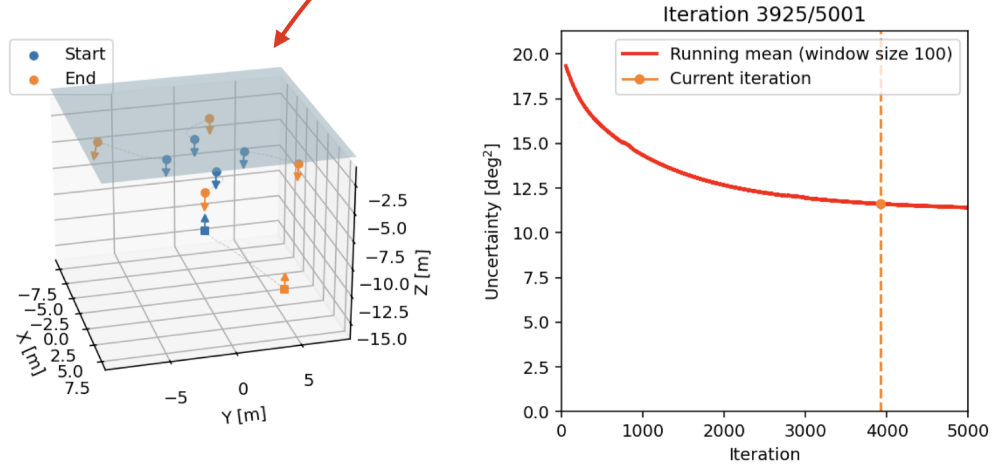 Start
End
−2.5
−5.0
−7.5
−10.0
−12.5
−15.0
Z [m]
−7.5
−5.0
−2.5
0.0
2.5
5.0
7.5
X [m]
−5
0
5
Y [m]
Iteration 3925/5001
Running mean (window size 100)
Current iteration
20.0
17.5
15.0
12.5
10.0
7.5
5.0
2.5
0.0
Uncertainty [deg²]
0 1000 2000 3000 4000 5000
Iteration